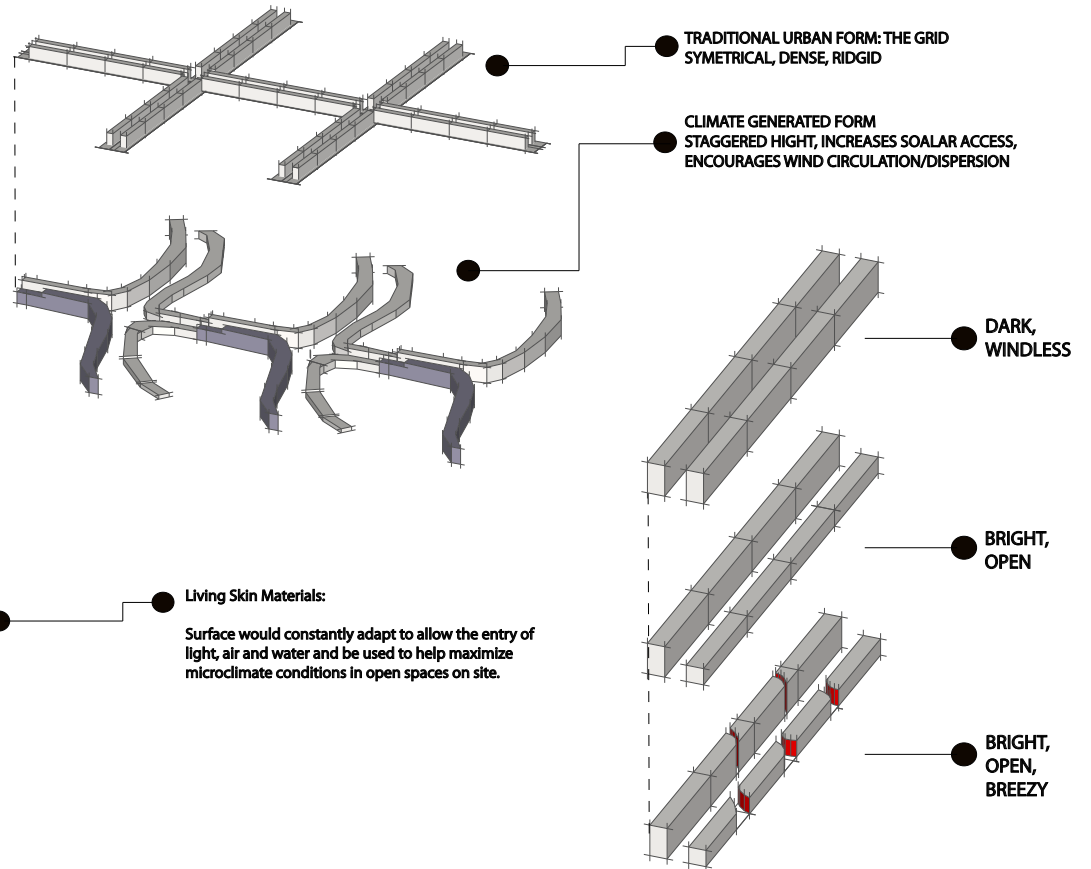 TRADITIONAL URBAN FORM: THE GRID
SYMETRICAL, DENSE, RIDGID
CLIMATE GENERATED FORM
STAGGERED HIGHT, INCREASES SOALAR ACCESS,
ENCOURAGES WIND CIRCULATION/DISPERSION
DARK,
WINDLESS
BRIGHT,
OPEN
Living Skin Materials:
Surface would constantly adapt to allow the entry of
light, air and water and be used to help maximize
microclimate conditions in open spaces on site.
BRIGHT,
OPEN,
BREEZY